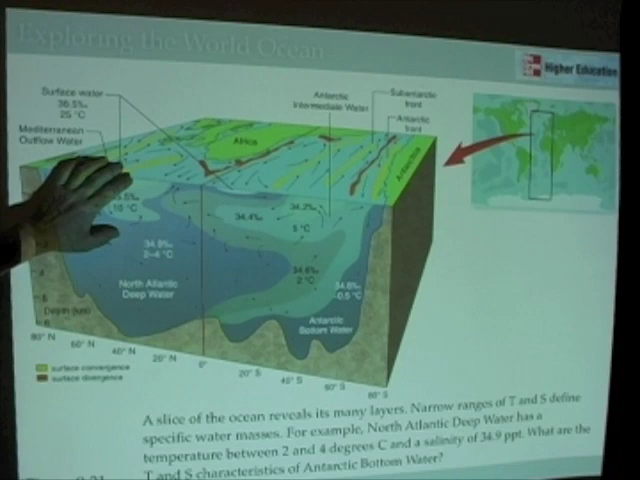 Exploring the World Ocean
Higher Education
Surface water
36.5‰
25 °C
Mediterranean
Outflow Water
Antarctic
Intermediate Water
Subantarctic
front
Antarctic
front
Africa
Antarctica
10 °C
34.9‰
2–4 °C
North Atlantic
Deep Water
34.4‰
34.2‰
5 °C
34.6‰
2 °C
34.6‰
-0.5 °C
Antarctic
Bottom Water
Depth (km)
80° N
60° N
40° N
20° N
0°
20° S
40° S
60° S
80° S
surface convergence
surface divergence
A slice of the ocean reveals its many layers. Narrow ranges of T and S define
specific water masses. For example, North Atlantic Deep Water has a
temperature between 2 and 4 degrees C and a salinity of 34.9 ppt. What are the
T and S characteristics of Antarctic Bottom Water?